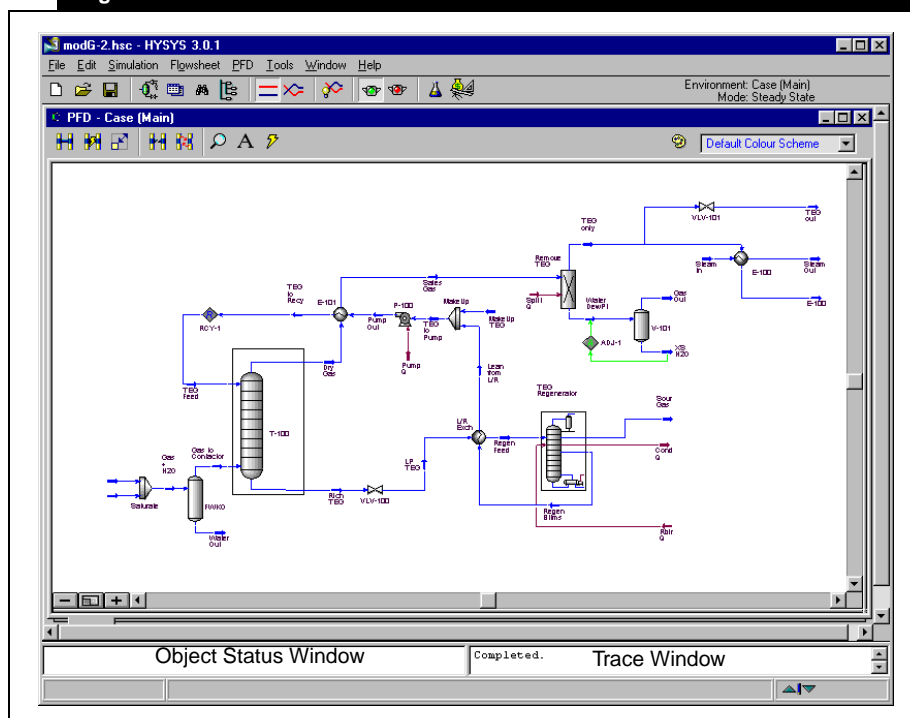 modG-2.hsc - HYSYS 3.0.1
File Edit Simulation Flowsheet PFD Tools Window Help
Environment: Case (Main)
Mode: Steady State
PFD - Case (Main)
A
Default Colour Scheme
VLV-101
TEG
out
TEG
only
Remove
TEG
Steam
In
E-100
Steam
Out
E-100
Sales
Gas
TEG
to
Recy
E-101
Pump
Out
P-100
TEG
to
Pump
Make Up
Make Up
TEG
Split
Q
Water
DewPt
Gas
Out
V-101
ADJ-1
XS
H2O
R
RCY-1
Pump
Q
Dry
Gas
Lean
from
L/R
TEG
Feed
T-100
TEG
Regenerator
Sour
Gas
L/R
Exch
Regen
Feed
Cond
Q
Gas
+
H2O
Gas to
Contactor
LP
TEG
Saturate
FWKO
Rich
TEG
VLV-100
Regen
Bttms
Rblr
Q
Water
Out
Object Status Window
Completed.
Trace Window